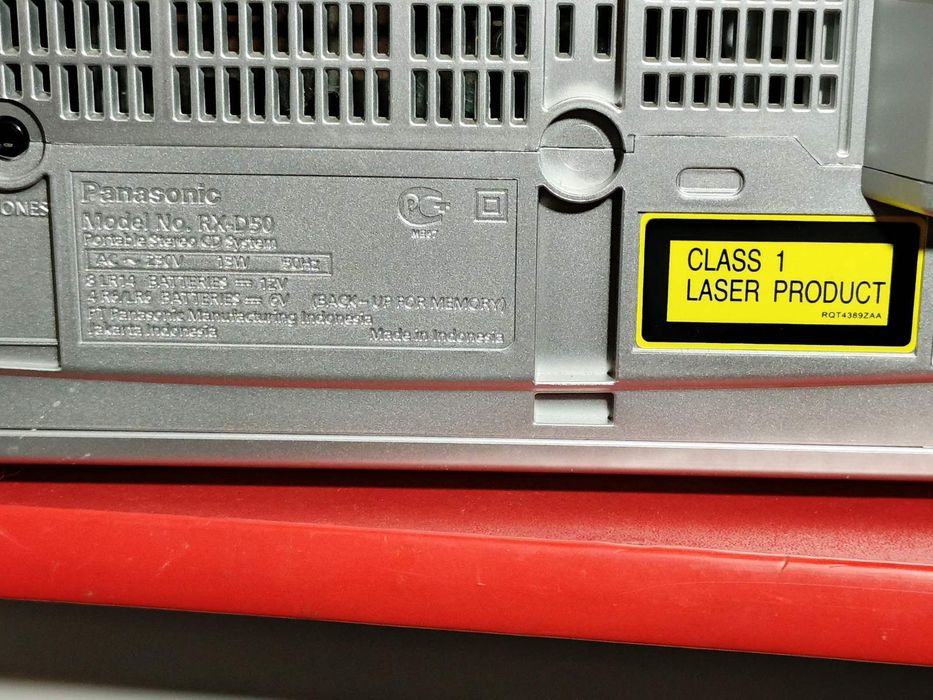 ONES
Panasonic
Model No. RX-D50
Portable Stereo CD System
AC ~ 230V 18W 50Hz
8 LR14 BATTERIES ⎓ 12V
4 R6/LR6 BATTERIES ⎓ 6V (BACK – UP FOR MEMORY)
PT Panasonic Manufacturing Indonesia
Jakarta Indonesia Made in Indonesia
CLASS 1
LASER PRODUCT
RQT4389ZAA